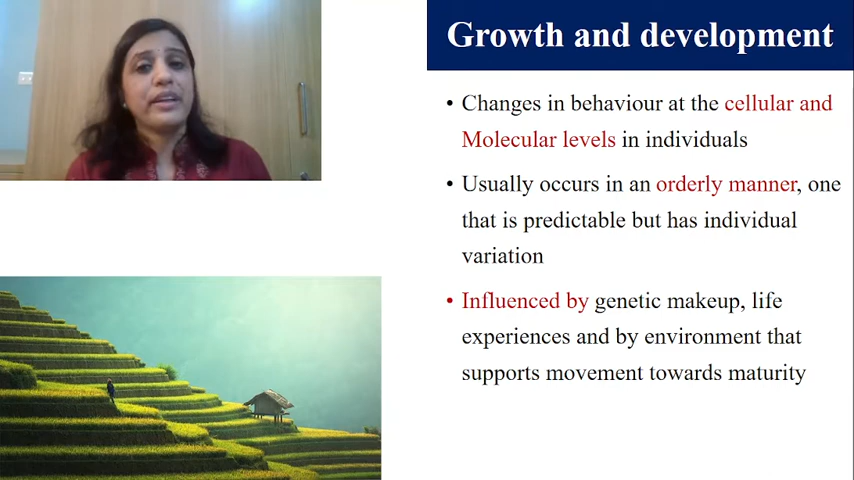 Growth and development
• Changes in behaviour at the cellular and
Molecular levels in individuals
• Usually occurs in an orderly manner, one
that is predictable but has individual
variation
• Influenced by genetic makeup, life
experiences and by environment that
supports movement towards maturity